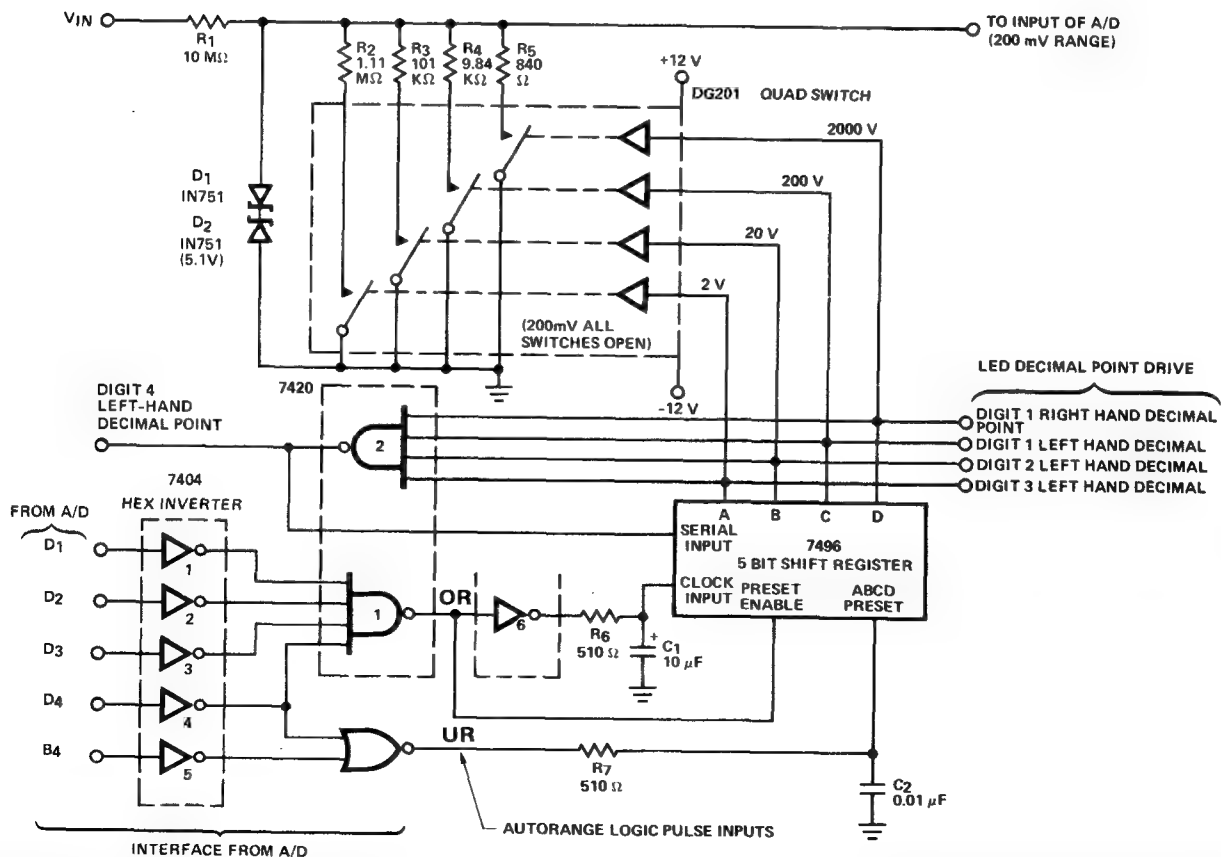 VIN
R1
10 MΩ
TO INPUT OF A/D
(200 mV RANGE)
R2
1.11
MΩ
R3
101
KΩ
R4
9.84
KΩ
R5
840
Ω
+12 V
DG201 QUAD SWITCH
2000 V
200 V
20 V
2 V
D1
IN751
D2
IN751
(5.1V)
(200mV ALL
SWITCHES OPEN)
-12 V
DIGIT 4
LEFT-HAND
DECIMAL POINT
7420
2
LED DECIMAL POINT DRIVE
DIGIT 1 RIGHT HAND DECIMAL
POINT
DIGIT 1 LEFT HAND DECIMAL
DIGIT 2 LEFT HAND DECIMAL
DIGIT 3 LEFT HAND DECIMAL
7404
HEX INVERTER
FROM A/D
D1
1
D2
2
D3
3
D4
4
B4
5
1
OR
6
R6
510 Ω
+
C1
10 μF
A B C D
SERIAL
INPUT
7496
5 BIT SHIFT REGISTER
CLOCK
INPUT
PRESET
ENABLE
ABCD
PRESET
UR
R7
510 Ω
C2
0.01 μF
AUTORANGE LOGIC PULSE INPUTS
INTERFACE FROM A/D